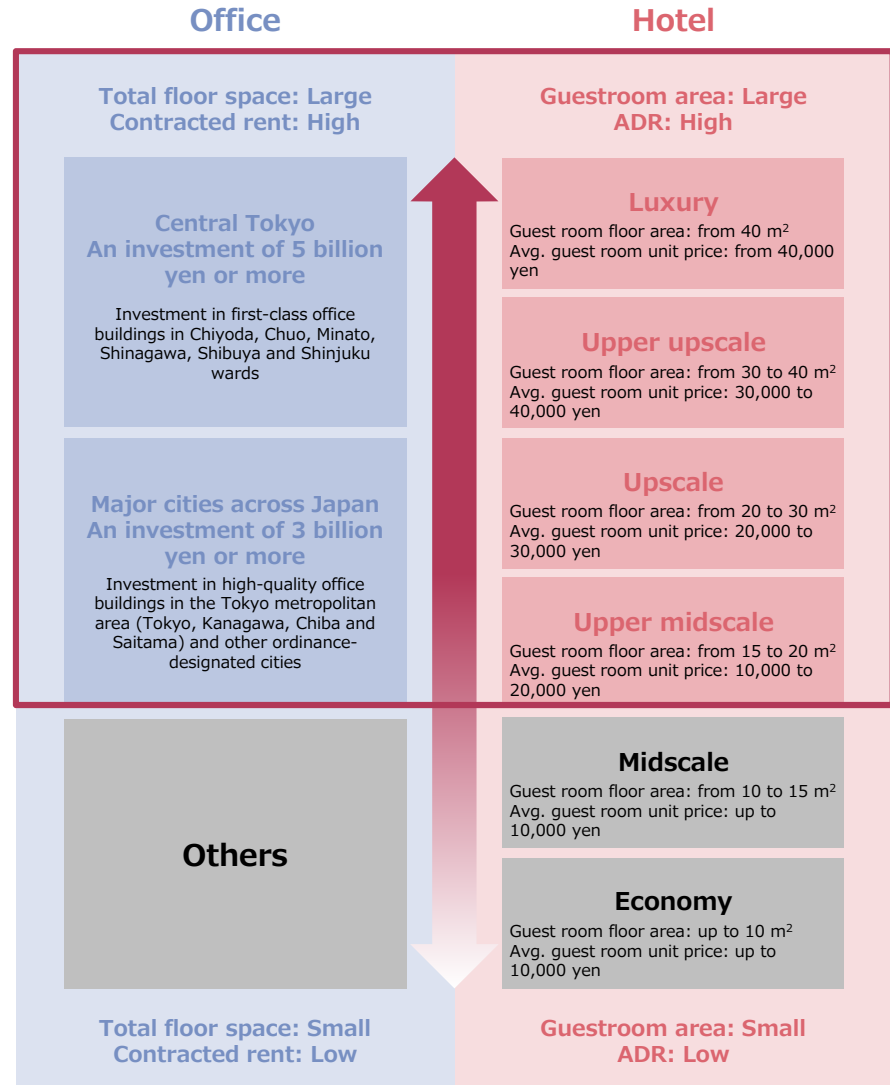 Office
Total floor space: Large
Contracted rent: High
Central Tokyo
An investment of 5 billion
yen or more
Investment in first-class office
buildings in Chiyoda, Chuo, Minato,
Shinagawa, Shibuya and Shinjuku
wards
Major cities across Japan
An investment of 3 billion
yen or more
Investment in high-quality office
buildings in the Tokyo metropolitan
area (Tokyo, Kanagawa, Chiba and
Saitama) and other ordinance-
designated cities
Others
Total floor space: Small
Contracted rent: Low
Hotel
Guestroom area: Large
ADR: High
Luxury
Guest room floor area: from 40 m²
Avg. guest room unit price: from 40,000
yen
Upper upscale
Guest room floor area: from 30 to 40 m²
Avg. guest room unit price: 30,000 to
40,000 yen
Upscale
Guest room floor area: from 20 to 30 m²
Avg. guest room unit price: 20,000 to
30,000 yen
Upper midscale
Guest room floor area: from 15 to 20 m²
Avg. guest room unit price: 10,000 to
20,000 yen
Midscale
Guest room floor area: from 10 to 15 m²
Avg. guest room unit price: up to
10,000 yen
Economy
Guest room floor area: up to 10 m²
Avg. guest room unit price: up to
10,000 yen
Guestroom area: Small
ADR: Low